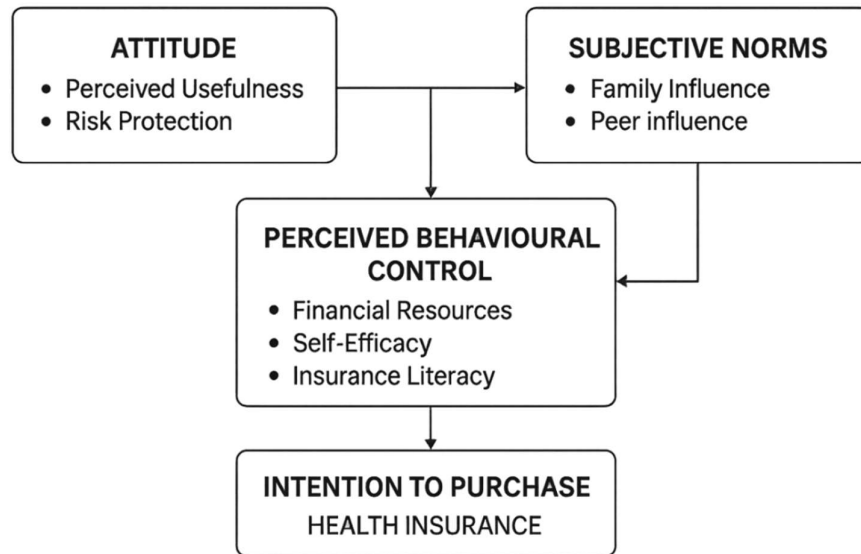 ATTITUDE
• Perceived Usefulness
• Risk Protection
SUBJECTIVE NORMS
• Family Influence
• Peer influence
PERCEIVED BEHAVIOURAL
CONTROL
• Financial Resources
• Self-Efficacy
• Insurance Literacy
INTENTION TO PURCHASE
HEALTH INSURANCE